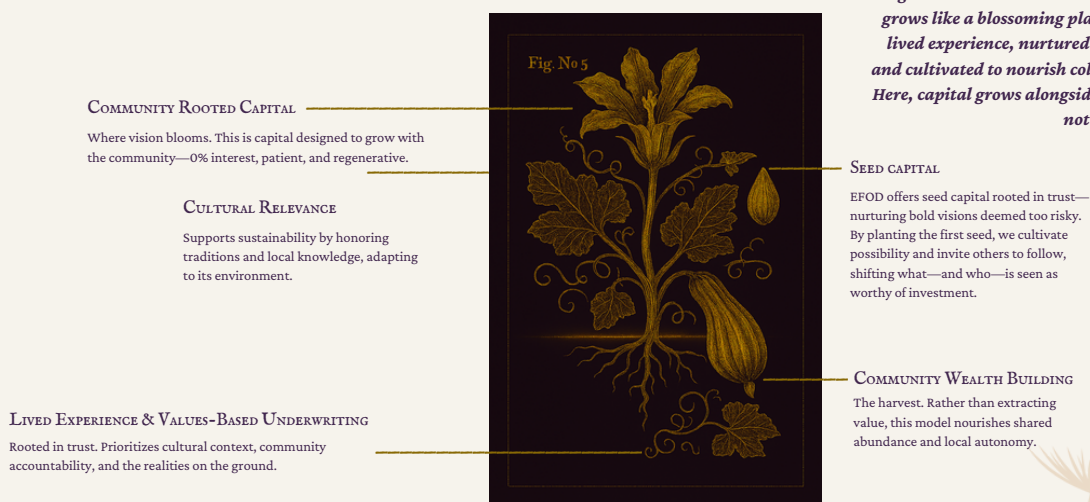 grows like a blossoming
lived experience, nurtured
and cultivated to nourish
Here, capital grows
not
Fig. No 5
Community Rooted Capital
Where vision blooms. This is capital designed to grow with
the community—0% interest, patient, and regenerative.
Cultural Relevance
Supports sustainability by honoring
traditions and local knowledge, adapting
to its environment.
Lived Experience & Values-Based Underwriting
Rooted in trust. Prioritizes cultural context, community
accountability, and the realities on the ground.
Seed capital
EFOD offers seed capital rooted in trust—
nurturing bold visions deemed too risky.
By planting the first seed, we cultivate
possibility and invite others to follow,
shifting what—and who—is seen as
worthy of investment.
Community Wealth Building
The harvest. Rather than extracting
value, this model nourishes shared
abundance and local autonomy.